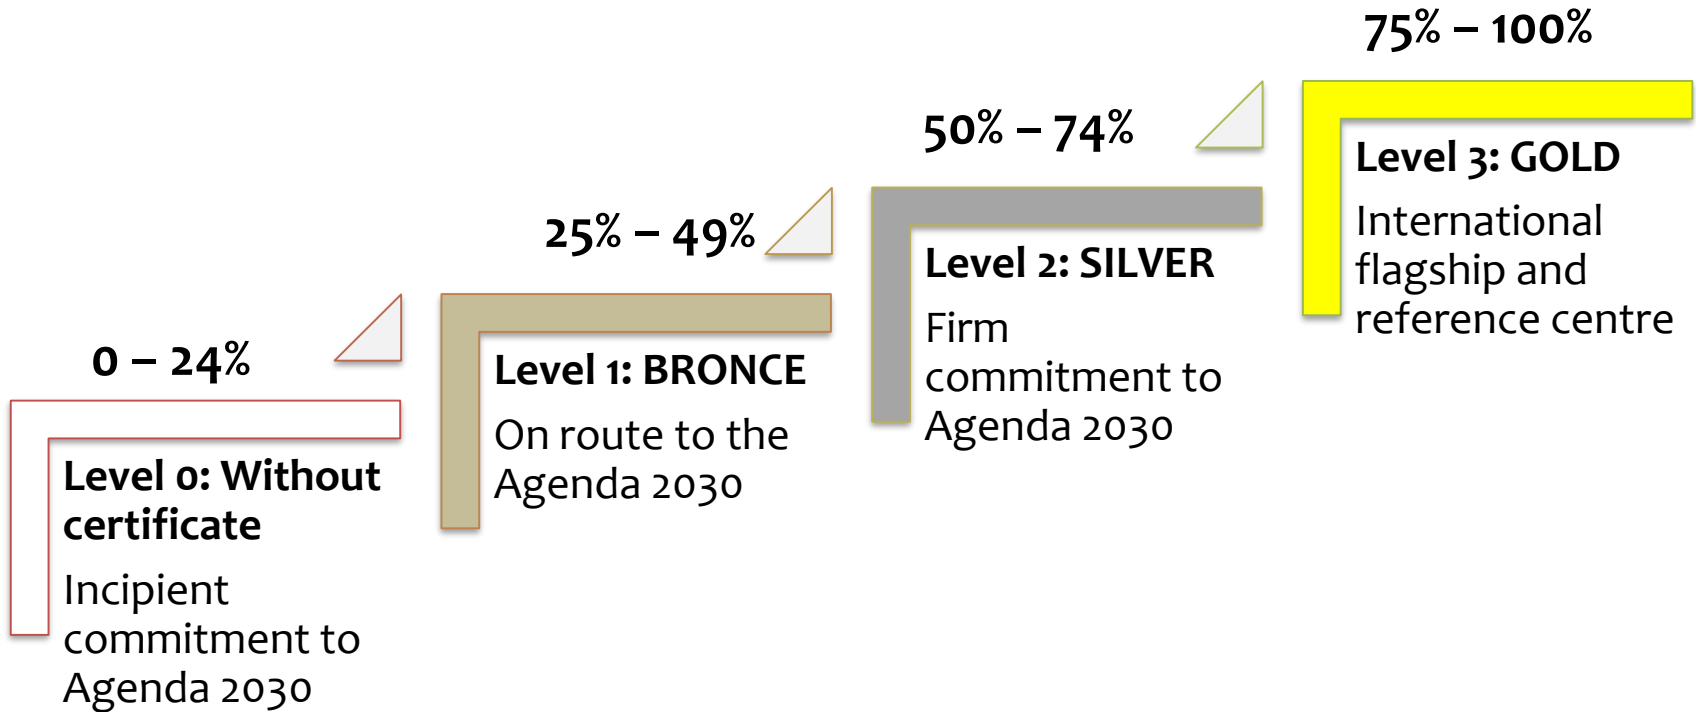 0 – 24%
Level 0: Without
certificate
Incipient
commitment to
Agenda 2030
25% – 49%
Level 1: BRONCE
On route to the
Agenda 2030
50% – 74%
Level 2: SILVER
Firm
commitment to
Agenda 2030
75% – 100%
Level 3: GOLD
International
flagship and
reference centre